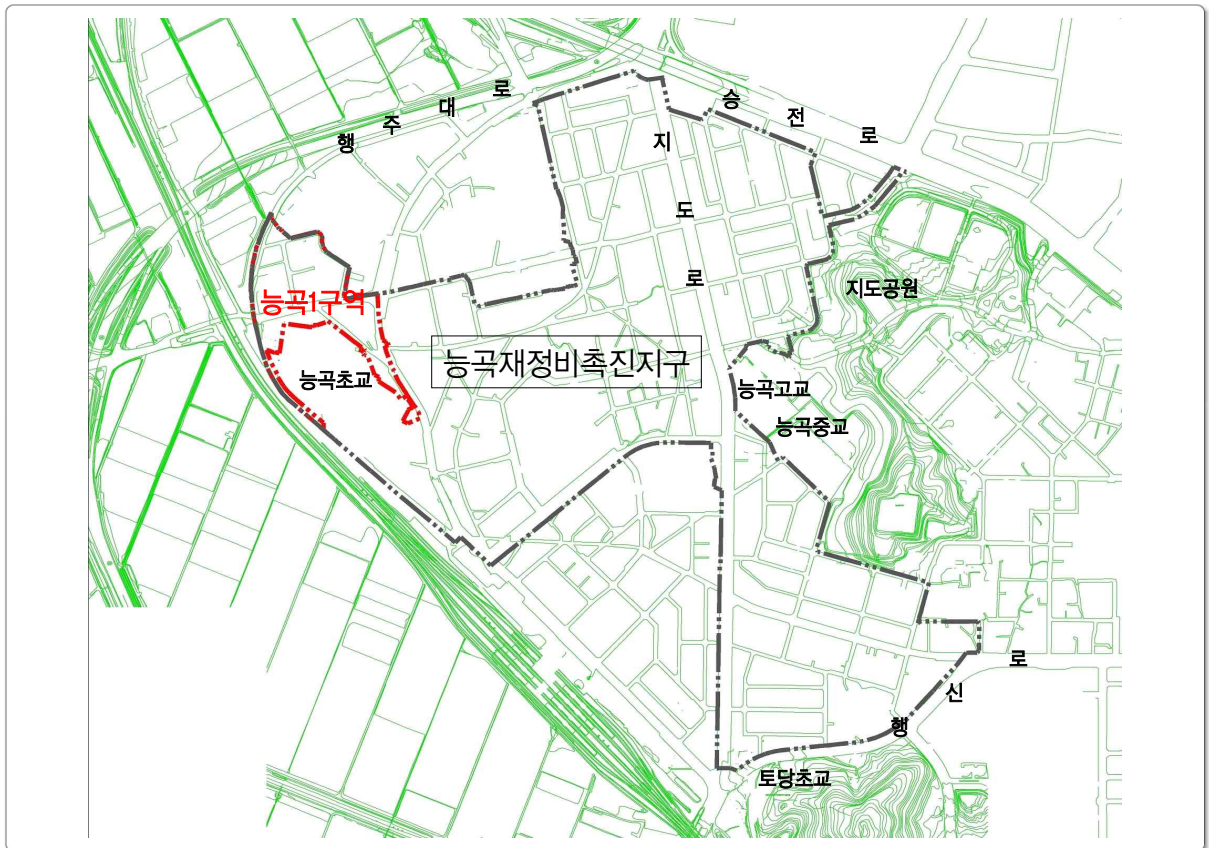 행주대로
승전로
지도로
지도공원
능곡1구역
능곡재정비촉진지구
능곡초교
능곡고교
능곡중교
행신로
토당초교